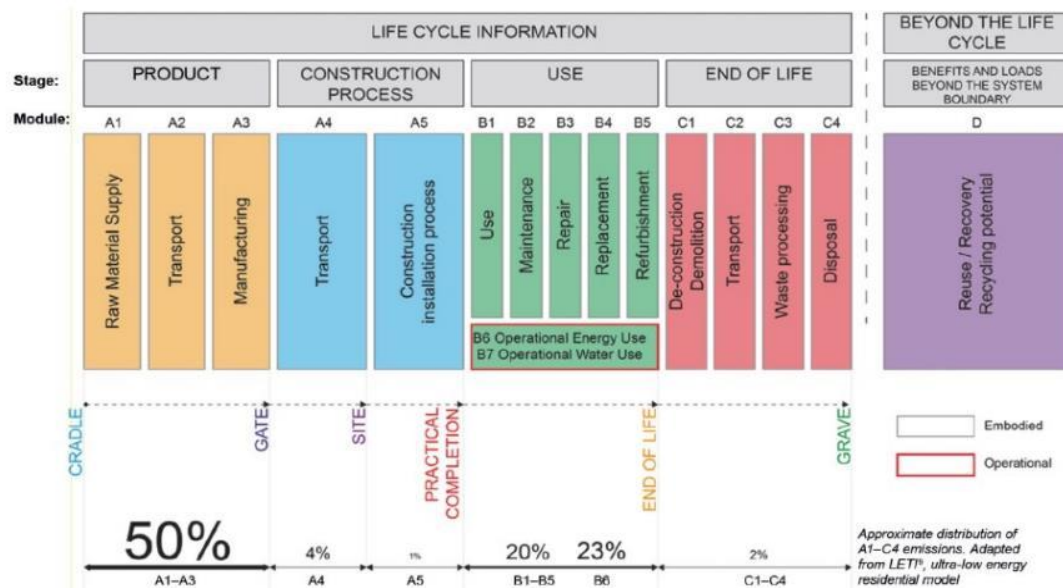 LIFE CYCLE INFORMATION
BEYOND THE LIFE
CYCLE
Stage:
PRODUCT
CONSTRUCTION
PROCESS
USE
END OF LIFE
BENEFITS AND LOADS
BEYOND THE SYSTEM
BOUNDARY
Module:
A1
A2
A3
A4
A5
B1
B2
B3
B4
B5
C1
C2
C3
C4
D
Raw Material Supply
Transport
Manufacturing
Transport
Construction
installation process
Use
Maintenance
Repair
Replacement
Refurbishment
B6 Operational Energy Use
B7 Operational Water Use
De-construction
Demolition
Transport
Waste processing
Disposal
Reuse / Recovery
Recycling potential
CRADLE
GATE
SITE
PRACTICAL
COMPLETION
END OF LIFE
GRAVE
Embodied
Operational
50%
4%
1%
20%
23%
2%
A1–A3
A4
A5
B1–B5
B6
C1–C4
Approximate distribution of
A1–C4 emissions. Adapted
from LETI⁶, ultra-low energy
residential model